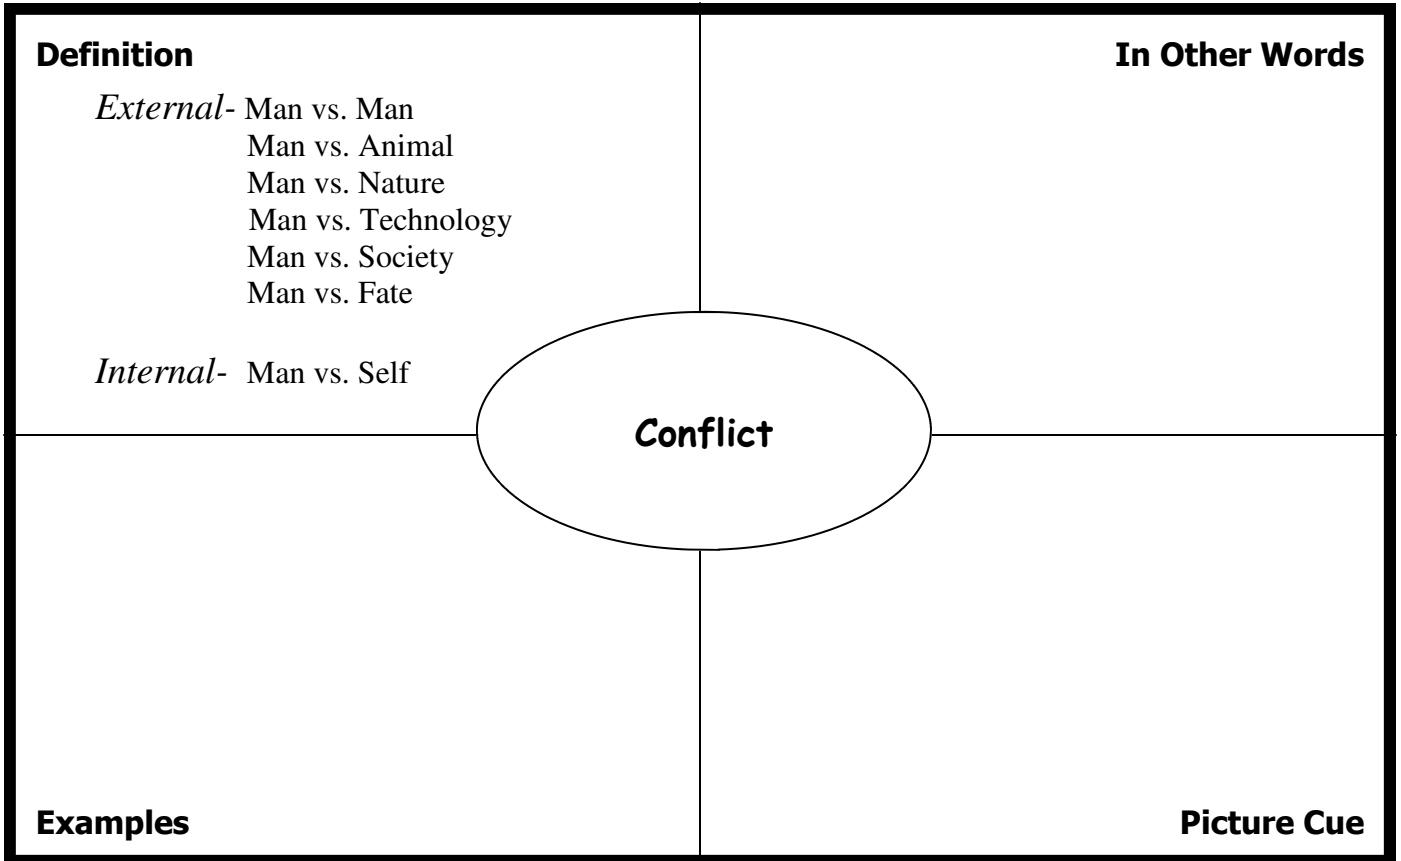 Definition
In Other Words
External- Man vs. Man
Man vs. Animal
Man vs. Nature
Man vs. Technology
Man vs. Society
Man vs. Fate
Internal- Man vs. Self
Conflict
Examples
Picture Cue